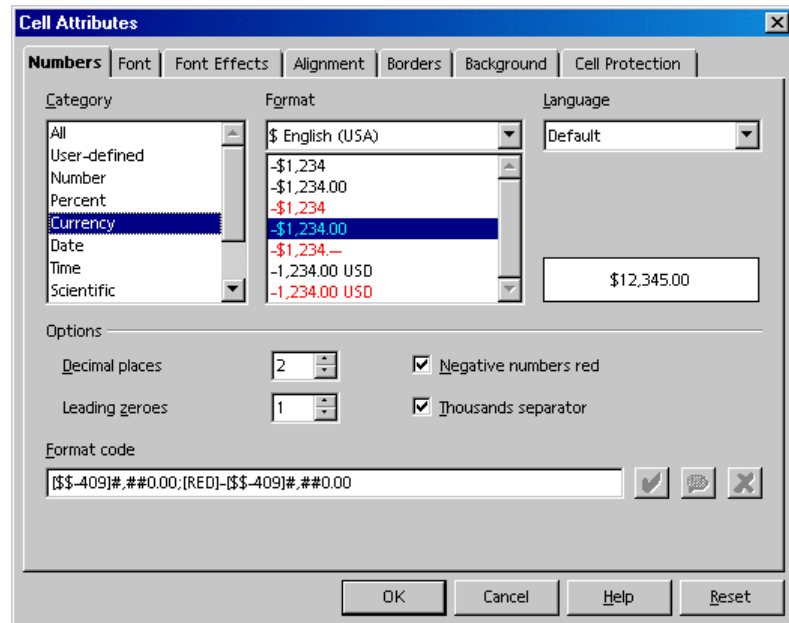 Cell Attributes
Numbers Font Font Effects Alignment Borders Background Cell Protection
Category Format Language
All
User-defined
Number
Percent
Currency
Date
Time
Scientific
$ English (USA)
-$1,234
-$1,234.00
-$1,234
-$1,234.00
-$1,234.—
-1,234.00 USD
-1,234.00 USD
Default
$12,345.00
Options
Decimal places 2 Negative numbers red
Leading zeroes 1 Thousands separator
Format code
[$$-409]#,##0.00;[RED]-[$$-409]#,##0.00
OK Cancel Help Reset